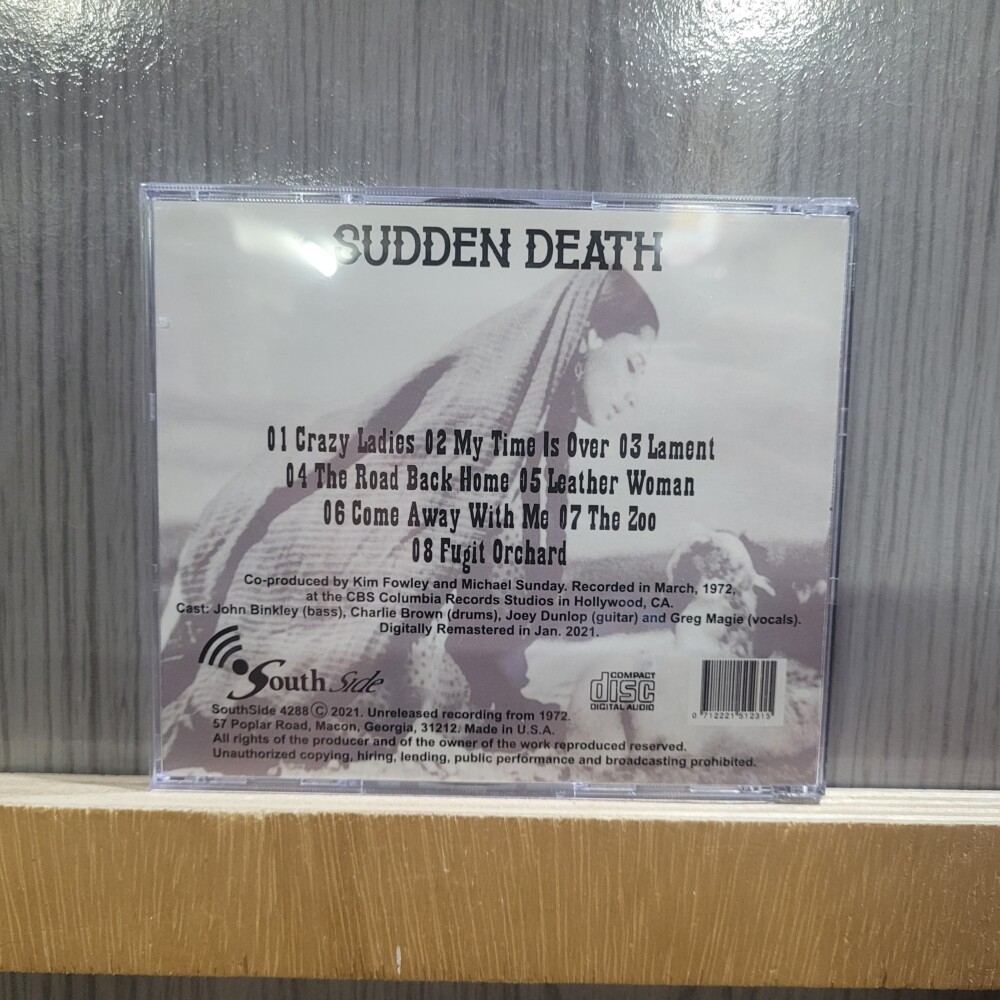 SUDDEN DEATH
01 Crazy Ladies 02 My Time Is Over 03 Lament
04 The Road Back Home 05 Leather Woman
06 Come Away With Me 07 The Zoo
08 Fugit Orchard
Co-produced by Kim Fowley and Michael Sunday. Recorded in March, 1972,
at the CBS Columbia Records Studios in Hollywood, CA.
Cast: John Binkley (bass), Charlie Brown (drums), Joey Dunlop (guitar) and Greg Magie (vocals).
Digitally Remastered in Jan. 2021.
South Side
COMPACT
disc
DIGITAL AUDIO
0 712221 512315
SouthSide 4288 Ⓒ 2021. Unreleased recording from 1972.
57 Poplar Road, Macon, Georgia, 31212. Made in U.S.A.
All rights of the producer and of the owner of the work reproduced reserved.
Unauthorized copying, hiring, lending, public performance and broadcasting prohibited.